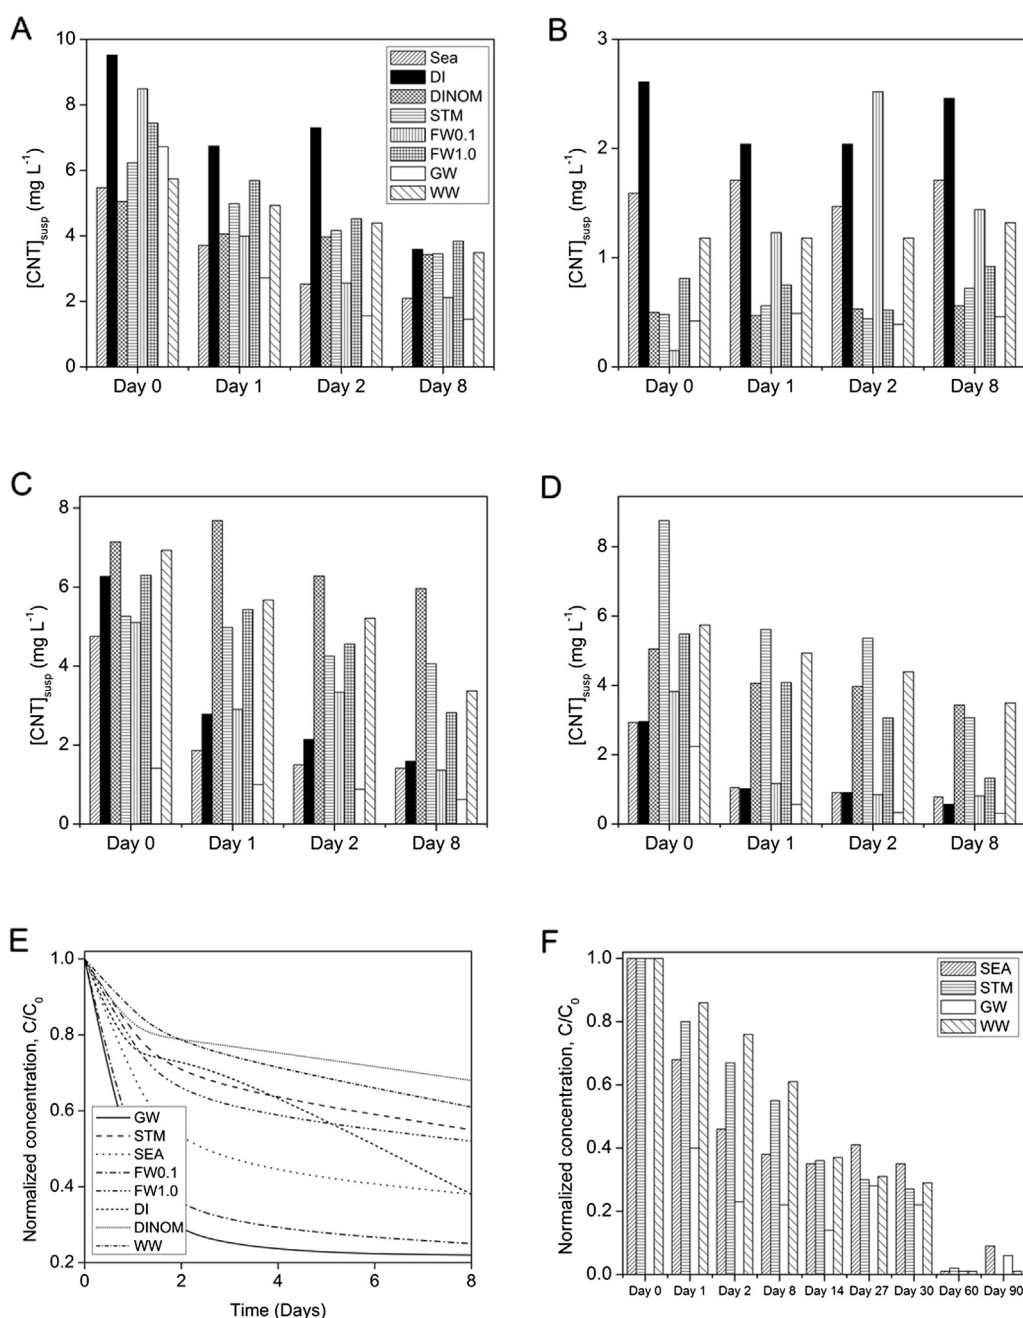 A
[CNT]susp (mg L⁻¹)
10
8
6
4
2
0
Day 0
Day 1
Day 2
Day 8
Sea
DI
DINOM
STM
FW0.1
FW1.0
GW
WW
B
[CNT]susp (mg L⁻¹)
3
2
1
0
Day 0
Day 1
Day 2
Day 8
C
[CNT]susp (mg L⁻¹)
8
6
4
2
0
Day 0
Day 1
Day 2
Day 8
D
[CNT]susp (mg L⁻¹)
8
6
4
2
0
Day 0
Day 1
Day 2
Day 8
E
Normalized concentration, C/C₀
1.0
0.8
0.6
0.4
0.2
0
2
4
6
8
Time (Days)
GW
STM
SEA
FW0.1
FW1.0
DI
DINOM
WW
F
Normalized concentration, C/C₀
1.0
0.8
0.6
0.4
0.2
0.0
Day 0
Day 1
Day 2
Day 8
Day 14
Day 27
Day 30
Day 60
Day 90
SEA
STM
GW
WW